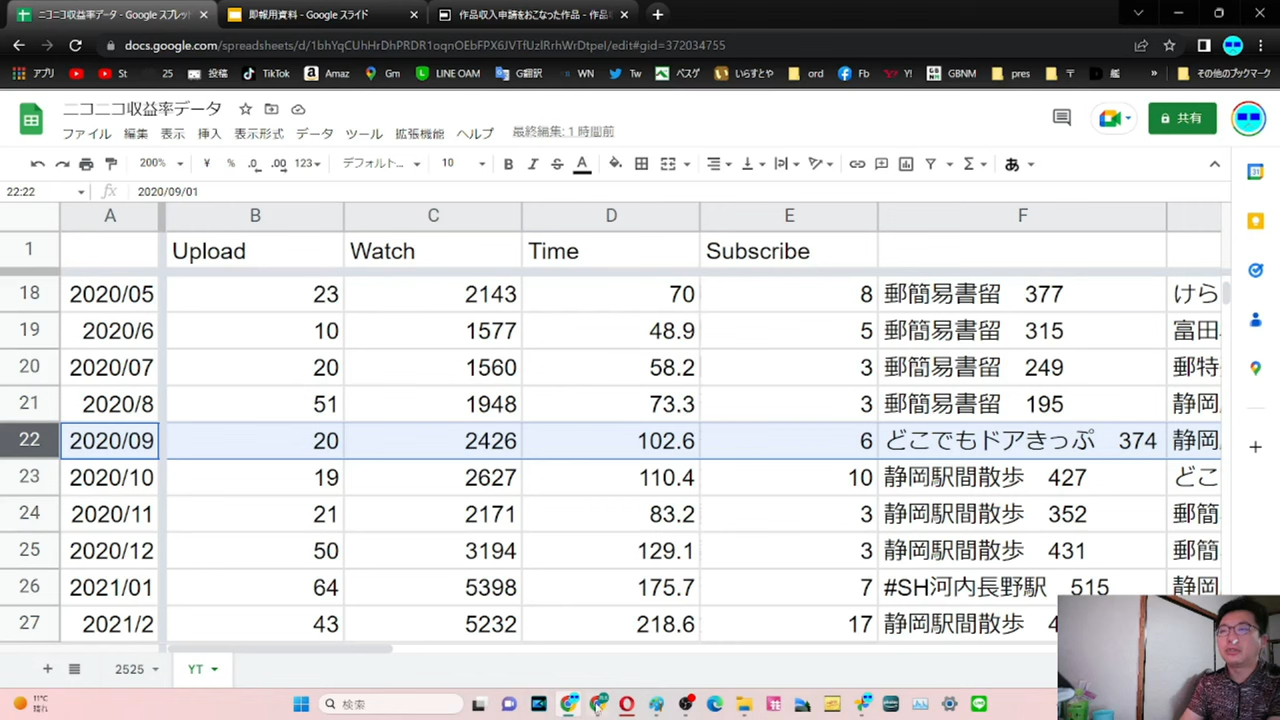 ニコニコ収益率データ - Google スプレッ
即報用資料 - Google スライド
作品収入申請をおこなった作品 - 作品
docs.google.com/spreadsheets/d/1bhYqCUhHrDhPRDR1oqnOEbFPX6JVTfUzIRrhWrDtpeI/edit#gid=372034755
アプリ St 25 投稿 TikTok Amaz Gm LINE OAM G翻訳 WN Tw ベスゲ いらすとや ord Fb Y! GBNM pres 〒 艦 » その他のブックマーク
ニコニコ収益率データ
ファイル 編集 表示 挿入 表示形式 データ ツール 拡張機能 ヘルプ 最終編集: 1 時間前
共有
200% ¥ % .0 .00 123 デフォルト... 10 B I S A あ
22:22 fx 2020/09/01
A B C D E F
1 Upload Watch Time Subscribe
18 2020/05 23 2143 70 8 郵簡易書留 377 けら
19 2020/6 10 1577 48.9 5 郵簡易書留 315 富田
20 2020/07 20 1560 58.2 3 郵簡易書留 249 郵特
21 2020/8 51 1948 73.3 3 郵簡易書留 195 静岡
22 2020/09 20 2426 102.6 6 どこでもドアきっぷ 374 静岡
23 2020/10 19 2627 110.4 10 静岡駅間散歩 427 どこ
24 2020/11 21 2171 83.2 3 静岡駅間散歩 352 郵簡
25 2020/12 50 3194 129.1 3 静岡駅間散歩 431 郵簡
26 2021/01 64 5398 175.7 7 #SH河内長野駅 515 静岡
27 2021/2 43 5232 218.6 17 静岡駅間散歩 4
2525 YT
11°C
晴れ
検索